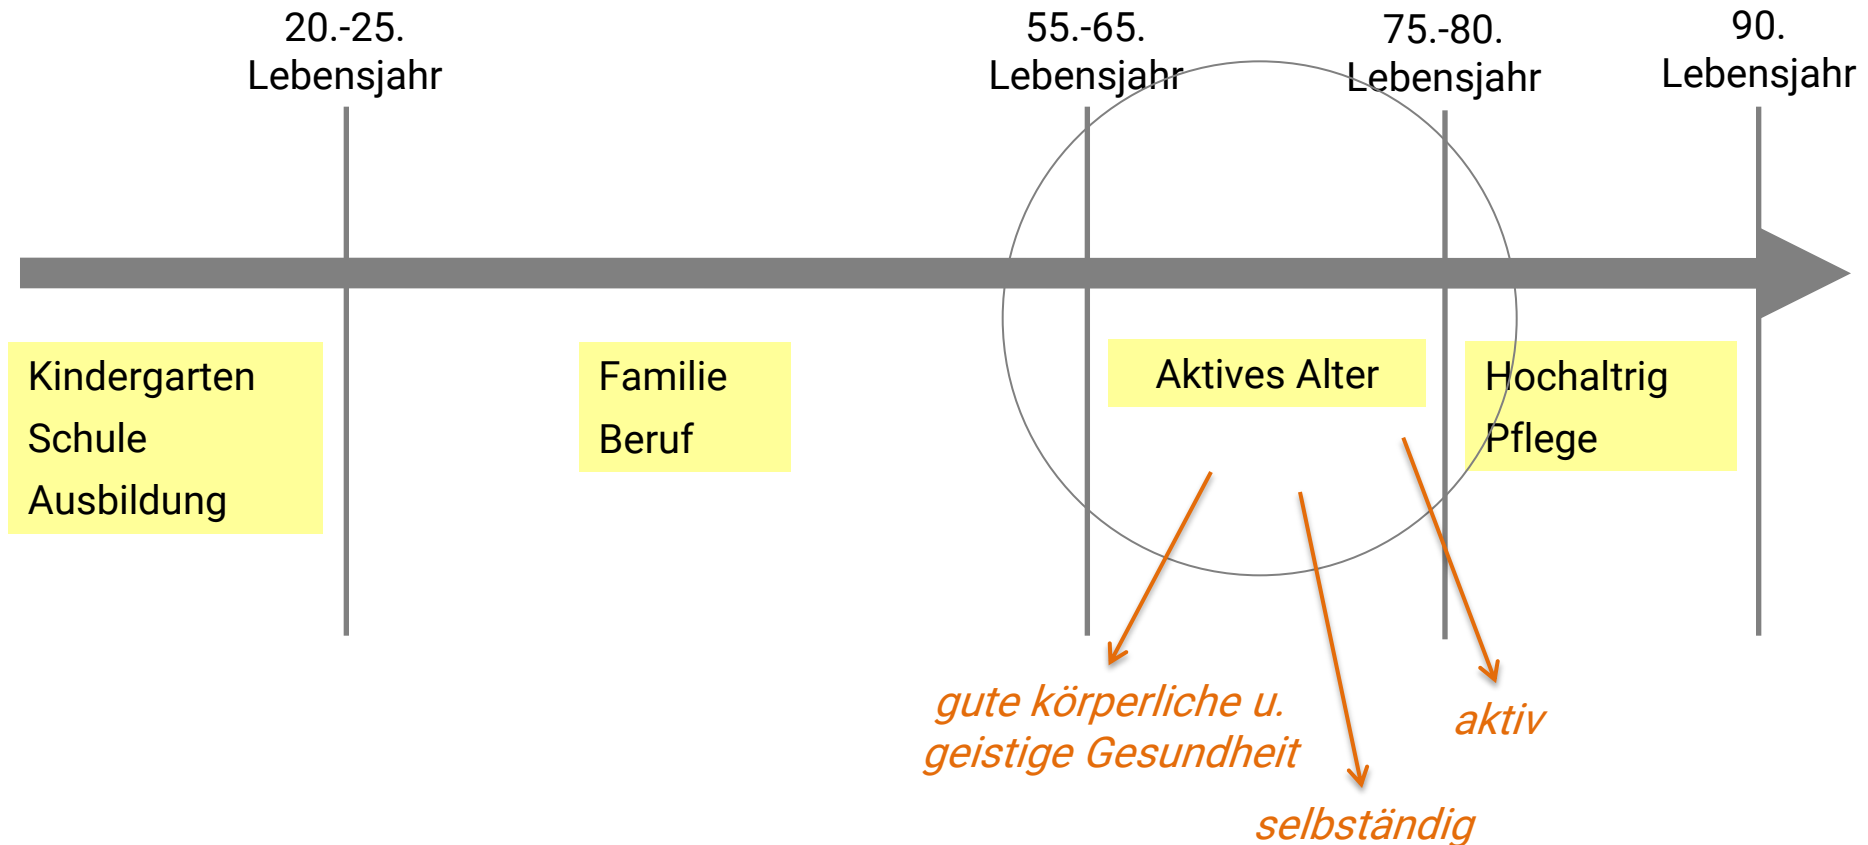 20.-25.
Lebensjahr
55.-65.
Lebensjahr
75.-80.
Lebensjahr
90.
Lebensjahr
Kindergarten
Schule
Ausbildung
Familie
Beruf
Aktives Alter
Hochaltrig
Pflege
gute körperliche u.
geistige Gesundheit
aktiv
selbständig